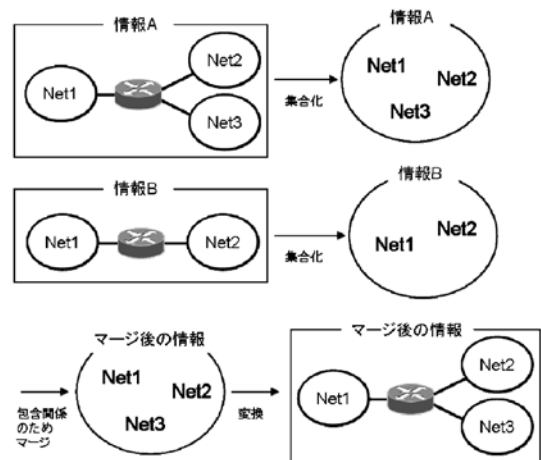 情報A
Net1
Net2
Net3
集合化
情報A
Net1
Net2
Net3
情報B
Net1
Net2
集合化
情報B
Net1
Net2
包含関係
のため
マージ
マージ後の情報
Net1
Net2
Net3
変換
マージ後の情報
Net1
Net2
Net3